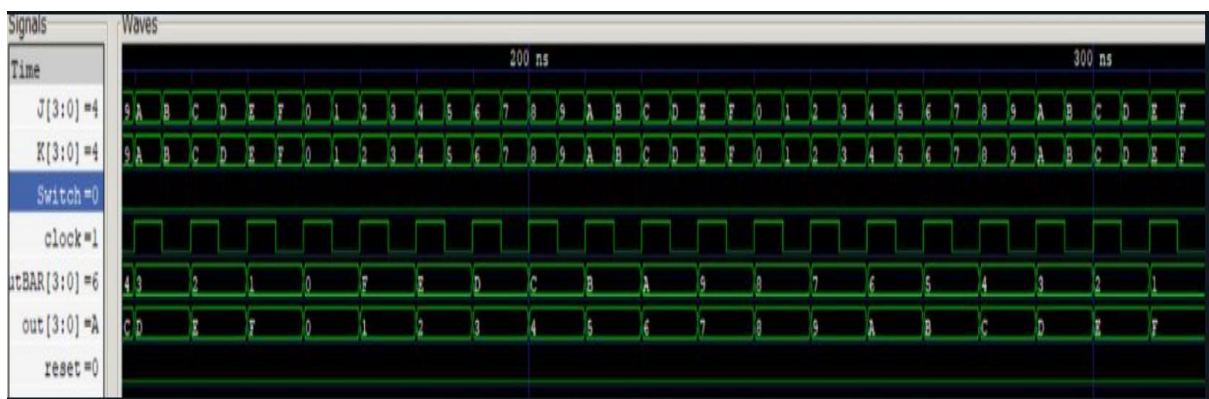 Signals Waves
Time 200 ns 300 ns
J[3:0] =4 9 A B C D E F 0 1 2 3 4 5 6 7 8 9 A B C D E F 0 1 2 3 4 5 6 7 8 9 A B C D E F
K[3:0] =4 9 A B C D E F 0 1 2 3 4 5 6 7 8 9 A B C D E F 0 1 2 3 4 5 6 7 8 9 A B C D E F
Switch =0
clock =1
utBAR[3:0] =6 4 3 2 1 0 F E D C B A 9 8 7 6 5 4 3 2 1
out[3:0] =A C D E F 0 1 2 3 4 5 6 7 8 9 A B C D E F
reset =0